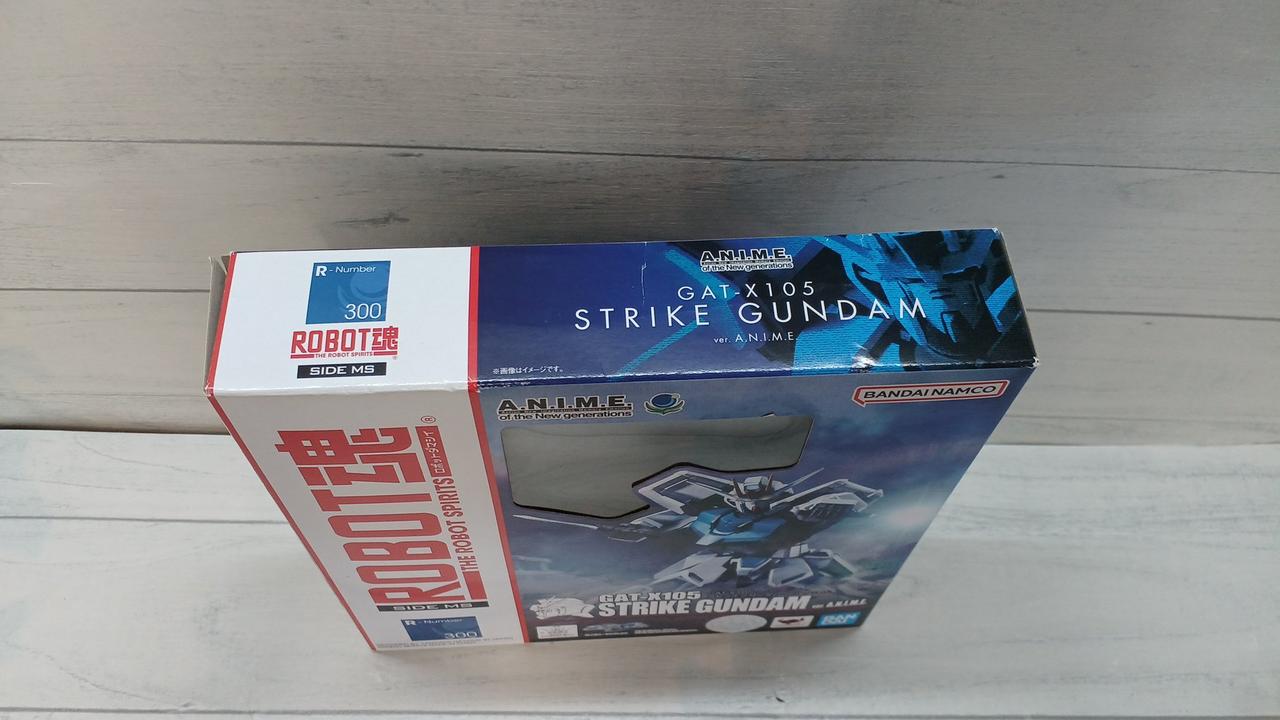 R - Number
300
ROBOT魂
THE ROBOT SPIRITS
SIDE MS
A.N.I.M.E.
of the New generations
GAT-X105
STRIKE GUNDAM
ver. A.N.I.M.E.
※画像はイメージです。
ROBOT魂
THE ROBOT SPIRITS ロボットダマシイ
SIDE MS
R - Number
300
A.N.I.M.E.
of the New generations
BANDAI NAMCO
GAT-X105
STRIKE GUNDAM ver. A.N.I.M.E.
BAN
DAI